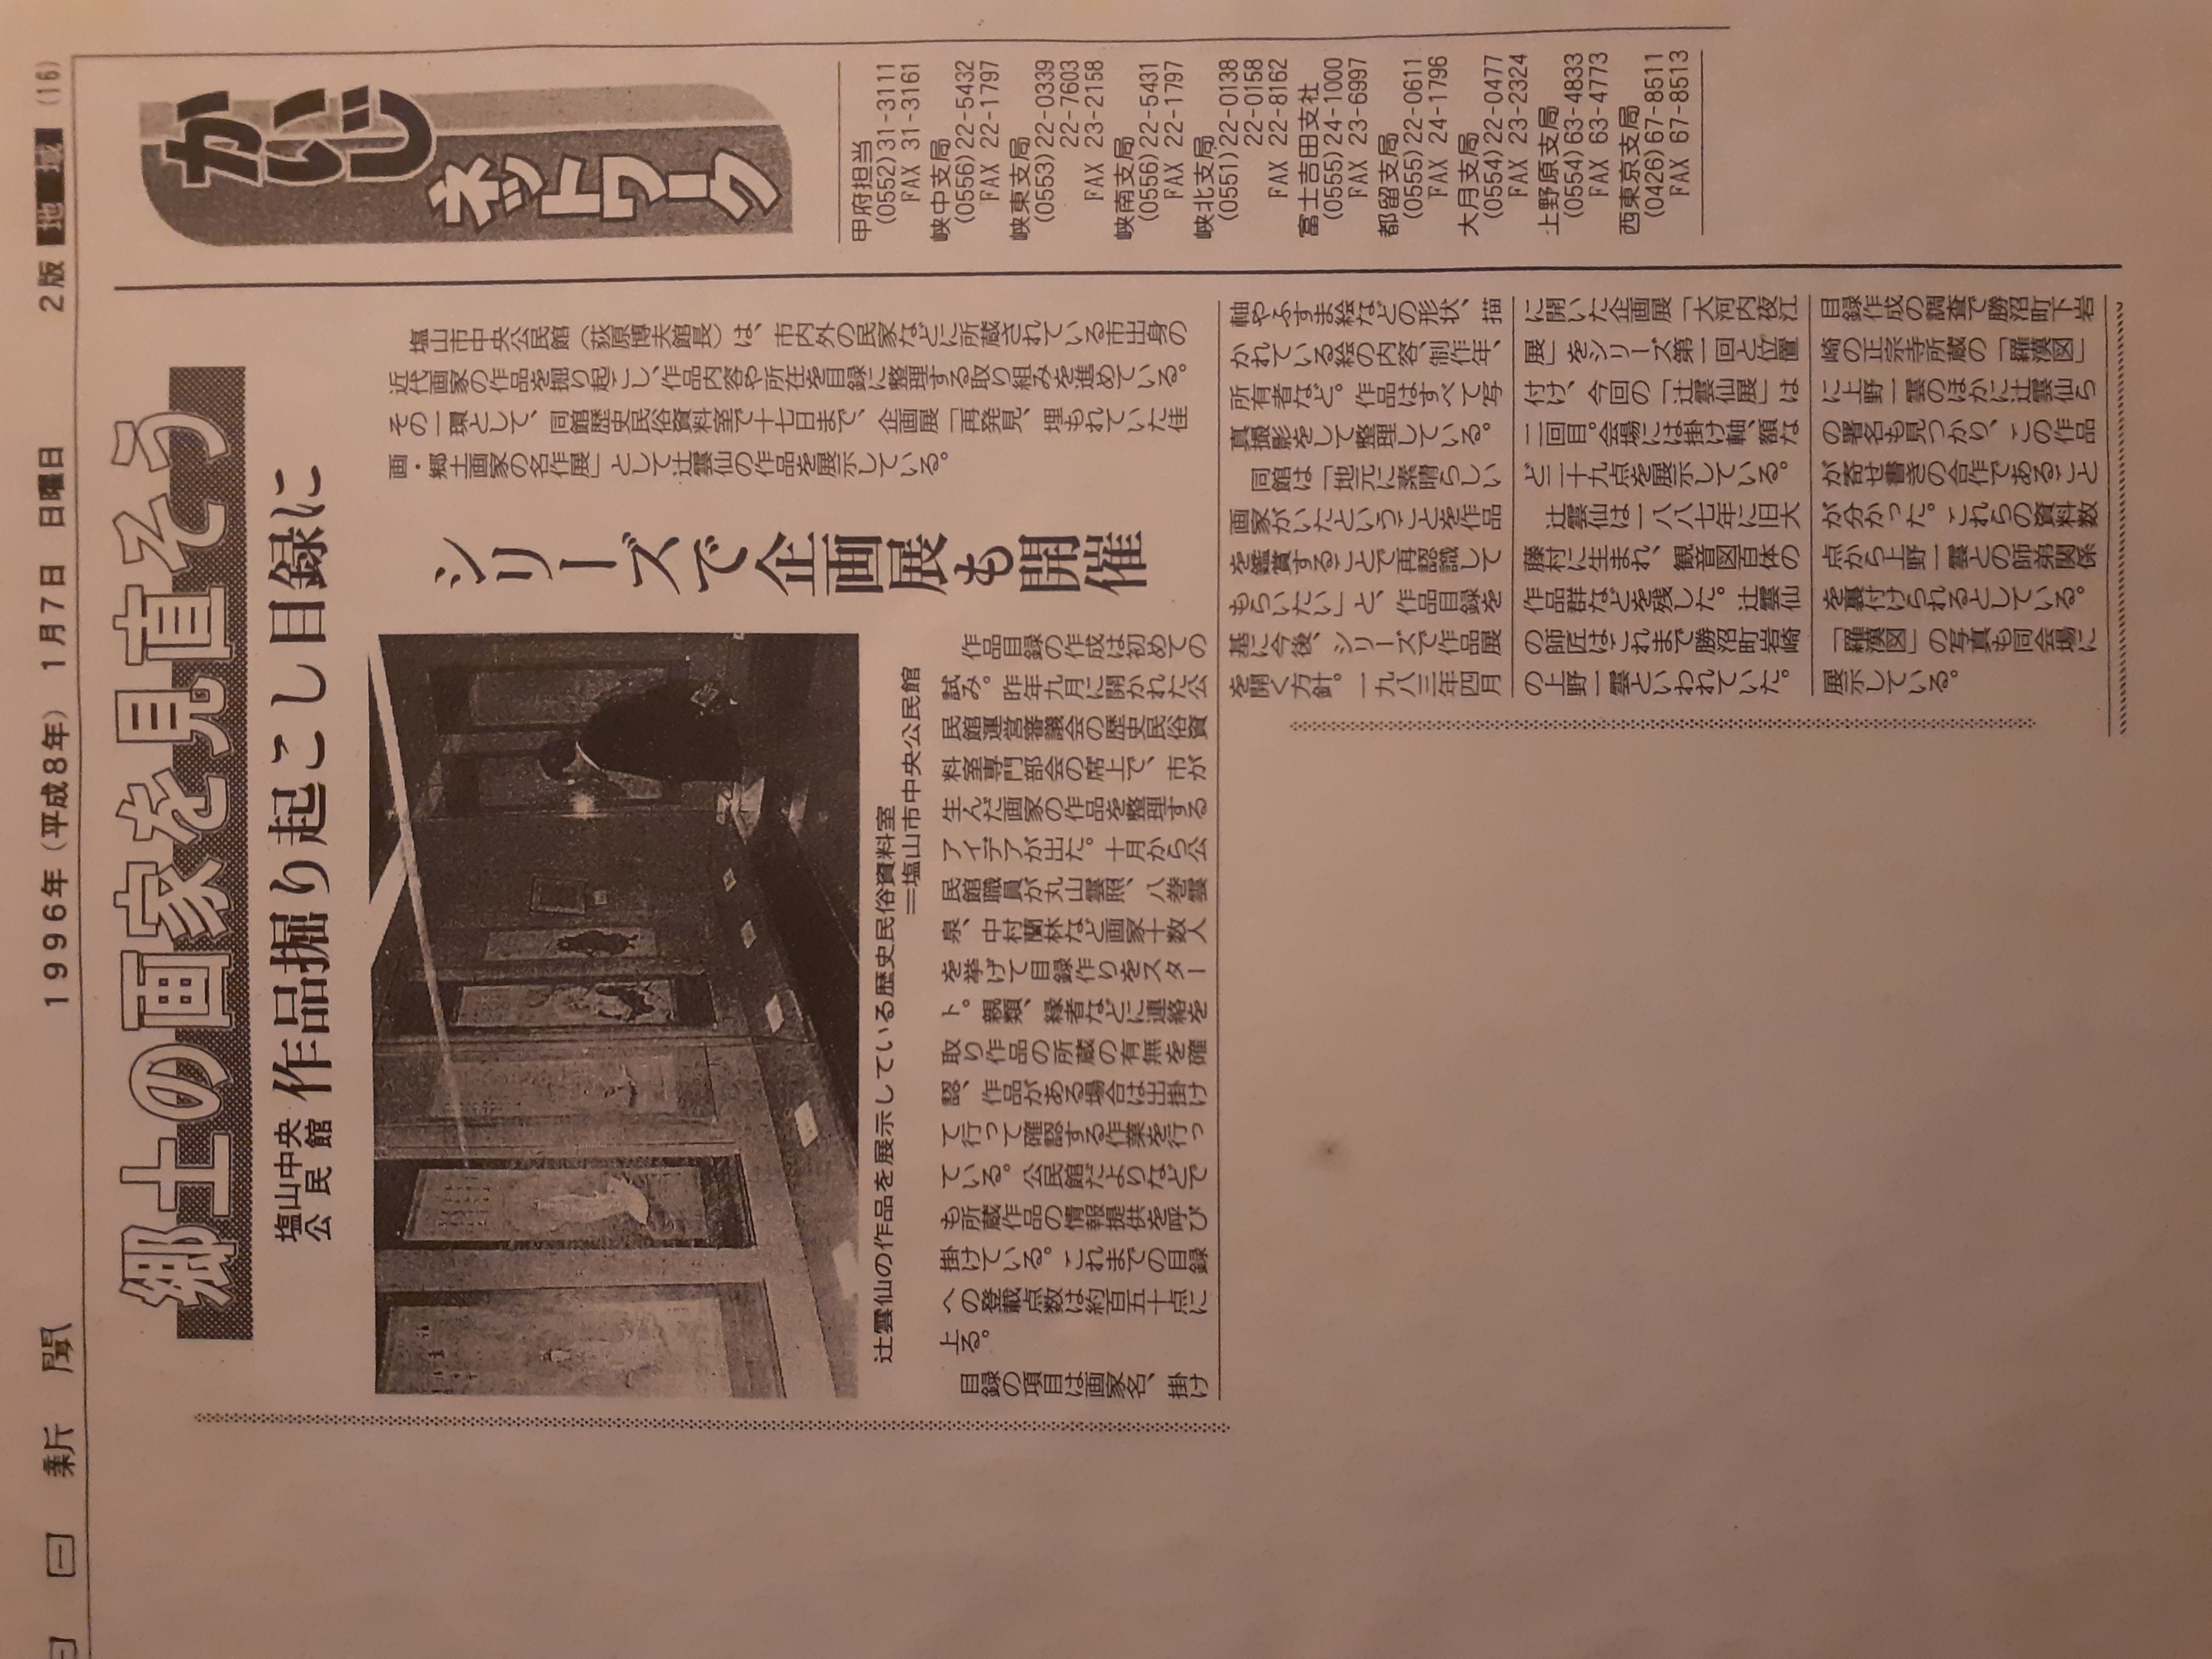 新聞
1996年(平成8年) 1月7日 日曜日
2版 地域 (16)
かいじ
ネットワーク
甲府担当
(0552)31-3111
FAX 31-3161
峡中支局
(0556)22-5432
FAX 22-1797
峡東支局
(0553)22-0339
22-7603
FAX 23-2158
峡南支局
(0556)22-5431
FAX 22-1797
峡北支局
(0551)22-0138
22-0158
FAX 22-8162
富士吉田支社
(0555)24-1000
FAX 23-6997
都留支局
(0555)22-0611
FAX 24-1796
大月支局
(0554)22-0477
FAX 23-2324
上野原支局
(0554)63-4833
FAX 63-4773
西東京支局
(0426)67-8511
FAX 67-8513
郷土の画家を見直そう
塩山中央
公民館
作品掘り起こし目録に
塩山市中央公民館(荻原博夫館長)は、市内外の民家などに所蔵されている市出身の
近代画家の作品を掘り起こし、作品内容や所在を目録に整理する取り組みを進めている。
その一環として、同館歴史民俗資料室で十七日まで、企画展「再発見、埋もれていた佳
画・郷土画家の名作展」として辻雲仙の作品を展示している。
シリーズで企画展も開催
辻雲仙の作品を展示している歴史民俗資料室
=塩山市中央公民館
作品目録の作成は初めての
試み。昨年九月に開かれた公
民館運営審議会の歴史民俗資
料室専門部会の席上で、市が
生んだ画家の作品を整理する
アイデアが出た。十月から公
民館職員が丸山雲照、八巻雲
泉、中村蘭林など画家十数人
を挙げて目録作りをスター
ト。親類、縁者などに連絡を
取り作品の所蔵の有無を確
認、作品がある場合は出掛け
て行って確認する作業を行っ
ている。公民館だよりなどで
も所蔵作品の情報提供を呼び
掛けている。これまでの目録
への登載点数は約百五十点に
上る。
目録の項目は画家名、掛け
軸やふすま絵などの形状、描
かれている絵の内容、制作年、
所有者など。作品はすべて写
真撮影をして整理している。
同館は「地元に素晴らしい
画家がいたということを作品
を鑑賞することで再認識して
もらいたい」と、作品目録を
基に今後、シリーズで作品展
を開く方針。一九八三年四月
に開いた企画展「大河内夜江
展」をシリーズ第一回と位置
付け、今回の「辻雲仙展」は
二回目。会場には掛け軸、額な
ど二十九点を展示している。
辻雲仙は一八八七年に旧大
藤村に生まれ、観音図百体の
作品群などを残した。辻雲仙
の師匠はこれまで勝沼町岩崎
の上野一雲といわれていた。
目録作成の調査で勝沼町下岩
崎の正宗寺所蔵の「羅漢図」
に上野一雲のほかに辻雲仙ら
の署名も見つかり、この作品
が寄せ書きの合作であること
が分かった。これらの資料数
点から上野一雲との師弟関係
を裏付けられるとしている。
「羅漢図」の写真も同会場に
展示している。